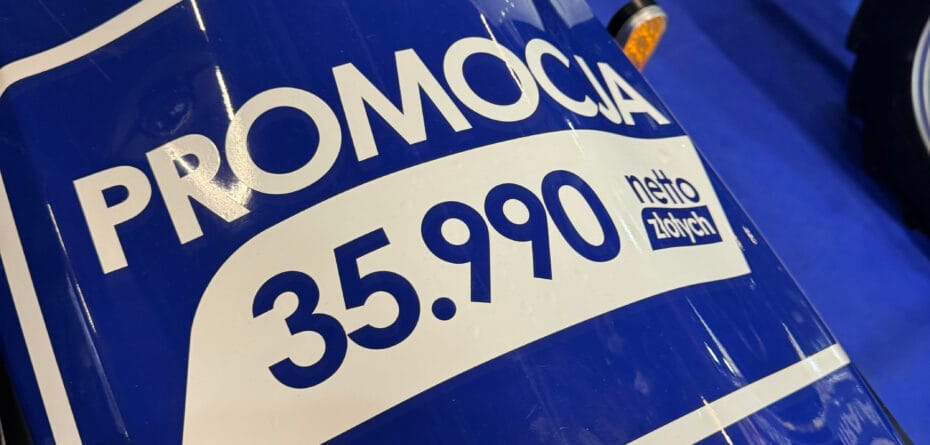 PROMOCJA
35.990 netto
złotych